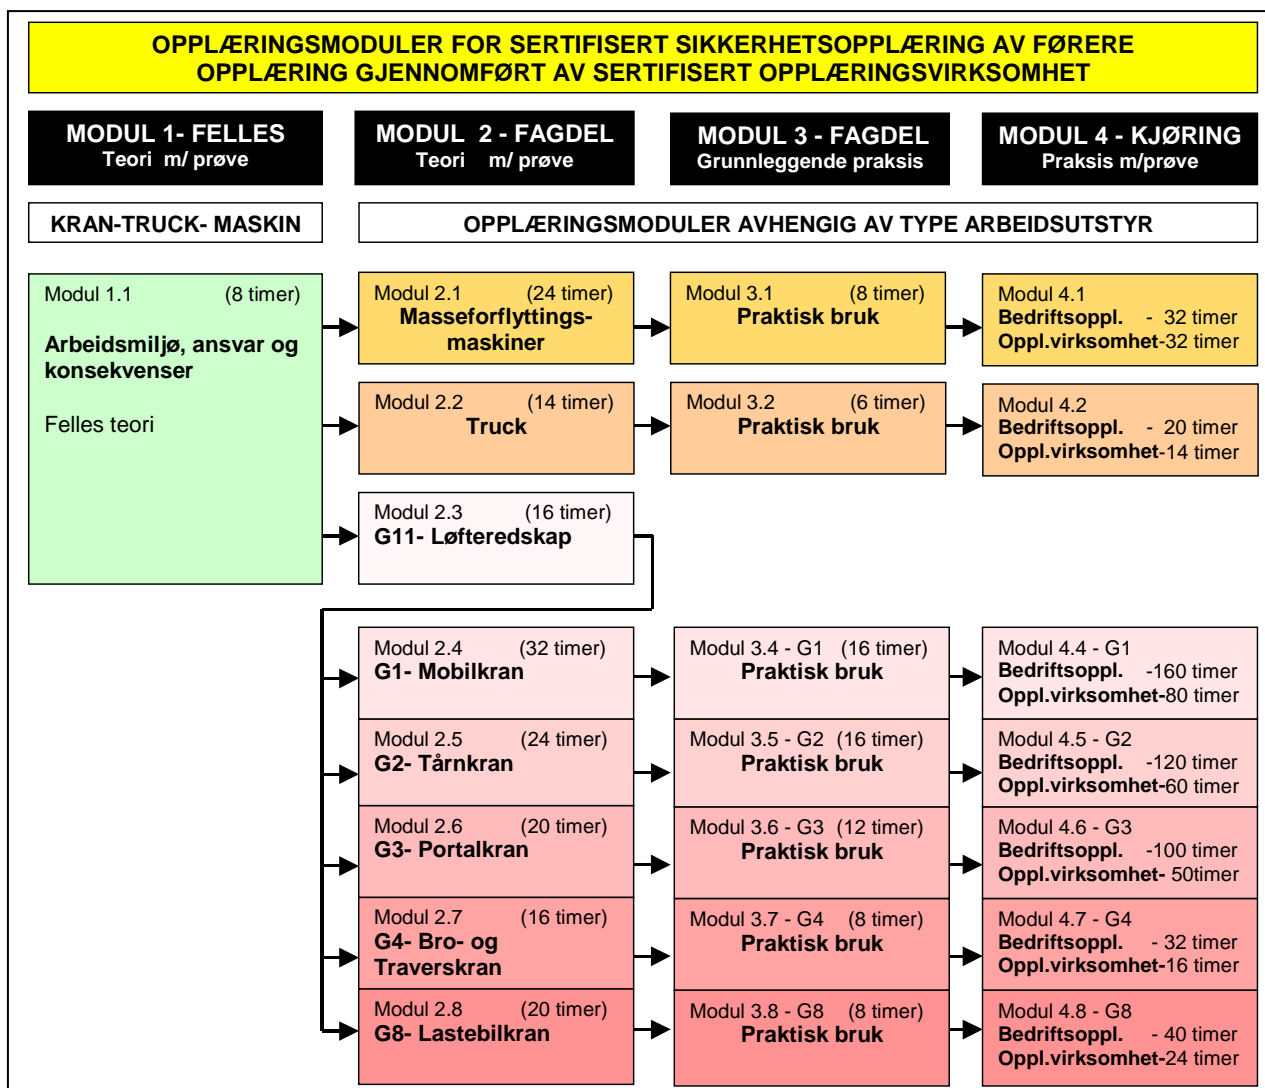 OPPLÆRINGSMODULER FOR SERTIFISERT SIKKERHETSOPPLÆRING AV FØRERE
OPPLÆRING GJENNOMFØRT AV SERTIFISERT OPPLÆRINGSVIRKSOMHET
MODUL 1- FELLES
Teori m/ prøve
MODUL 2 - FAGDEL
Teori m/ prøve
MODUL 3 - FAGDEL
Grunnleggende praksis
MODUL 4 - KJØRING
Praksis m/prøve
KRAN-TRUCK- MASKIN
OPPLÆRINGSMODULER AVHENGIG AV TYPE ARBEIDSUTSTYR
Modul 1.1 (8 timer)
Arbeidsmiljø, ansvar og
konsekvenser
Felles teori
Modul 2.1 (24 timer)
Masseforflyttings-
maskiner
Modul 3.1 (8 timer)
Praktisk bruk
Modul 4.1
Bedriftsoppl. - 32 timer
Oppl.virksomhet-32 timer
Modul 2.2 (14 timer)
Truck
Modul 3.2 (6 timer)
Praktisk bruk
Modul 4.2
Bedriftsoppl. - 20 timer
Oppl.virksomhet-14 timer
Modul 2.3 (16 timer)
G11- Løfteredskap
Modul 2.4 (32 timer)
G1- Mobilkran
Modul 3.4 - G1 (16 timer)
Praktisk bruk
Modul 4.4 - G1
Bedriftsoppl. -160 timer
Oppl.virksomhet-80 timer
Modul 2.5 (24 timer)
G2- Tårnkran
Modul 3.5 - G2 (16 timer)
Praktisk bruk
Modul 4.5 - G2
Bedriftsoppl. -120 timer
Oppl.virksomhet-60 timer
Modul 2.6 (20 timer)
G3- Portalkran
Modul 3.6 - G3 (12 timer)
Praktisk bruk
Modul 4.6 - G3
Bedriftsoppl. -100 timer
Oppl.virksomhet- 50timer
Modul 2.7 (16 timer)
G4- Bro- og
Traverskran
Modul 3.7 - G4 (8 timer)
Praktisk bruk
Modul 4.7 - G4
Bedriftsoppl. - 32 timer
Oppl.virksomhet-16 timer
Modul 2.8 (20 timer)
G8- Lastebilkran
Modul 3.8 - G8 (8 timer)
Praktisk bruk
Modul 4.8 - G8
Bedriftsoppl. - 40 timer
Oppl.virksomhet-24 timer